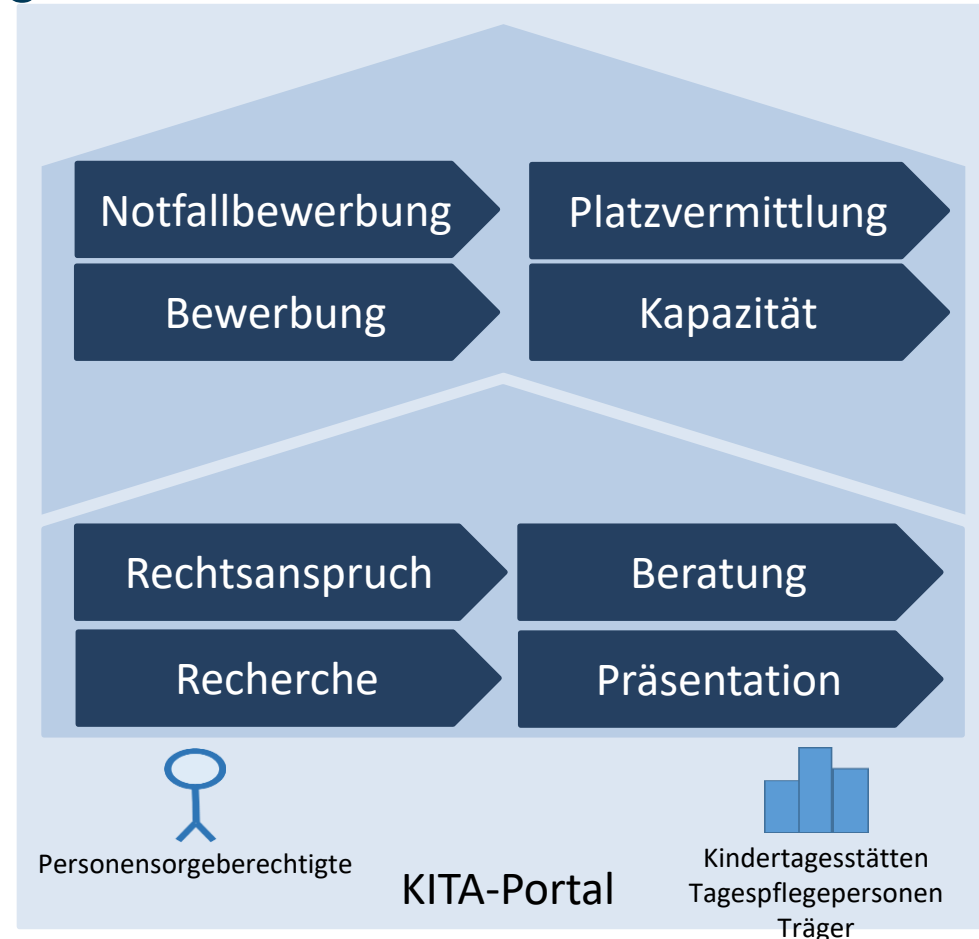 Notfallbewerbung
Platzvermittlung
Bewerbung
Kapazität
Rechtsanspruch
Beratung
Recherche
Präsentation
Personensorgeberechtigte
KITA-Portal
Kindertagesstätten
Tagespflegepersonen
Träger